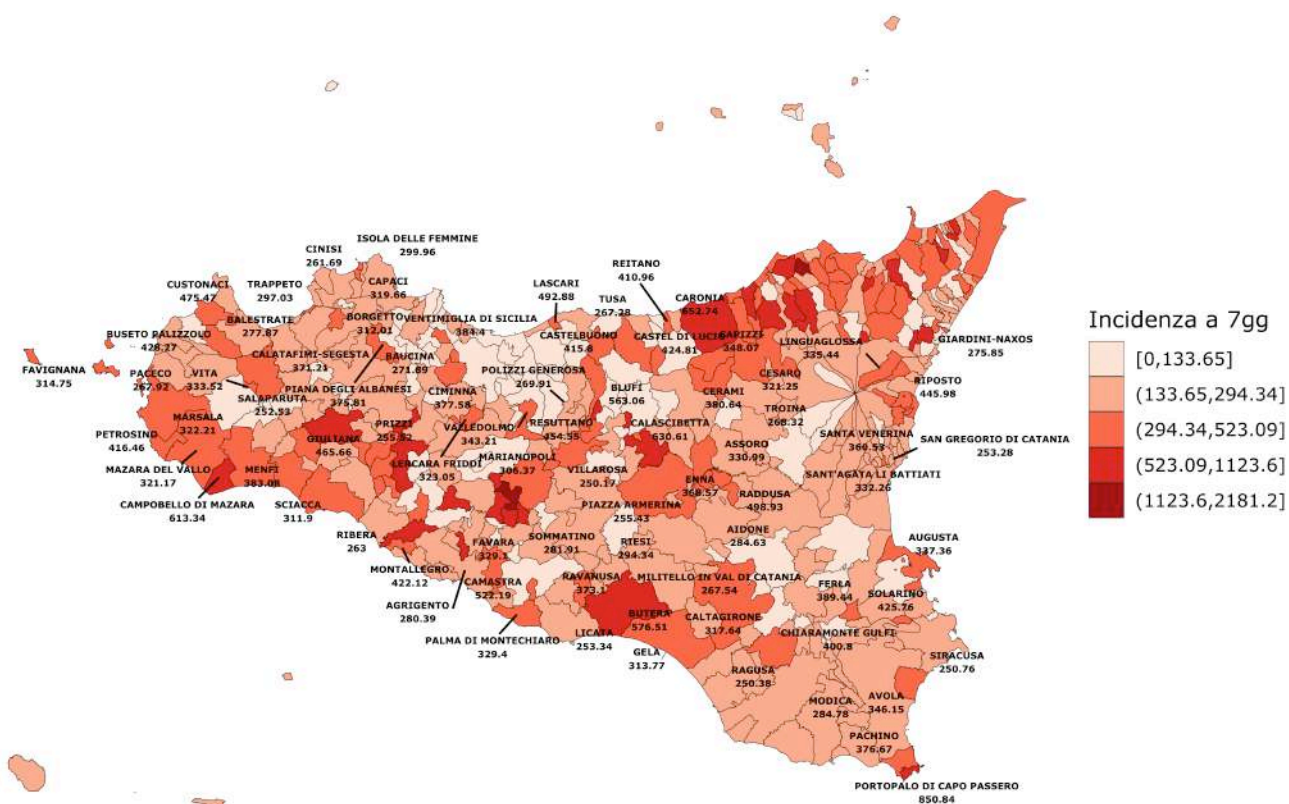 ISOLA DELLE FEMMINE
299.96
CINISI
261.69
REITANO
410.96
CUSTONACI
475.47
TRAPPETO
297.03
CAPACI
319.66
LASCARI
492.88
TUSA
267.28
CARONIA
652.74
BALESTRATE
277.87
BORGETTO
312.01
VENTIMIGLIA DI SICILIA
384.4
BUSETO PALIZZOLO
428.27
CASTELBUONO
415.6
CASTEL DI LUCIO
424.81
CAPIZZI
348.07
LINGUAGLOSSA
335.44
GIARDINI-NAXOS
275.85
Incidenza a 7gg
[0,133.65]
(133.65,294.34]
(294.34,523.09]
(523.09,1123.6]
(1123.6,2181.2]
CALATAFIMI-SEGESTA
371.21
BAUCINA
271.89
FAVIGNANA
314.75
PACECO
267.92
VITA
333.52
POLIZZI GENEROSA
269.91
CESARO
321.25
PIANA DEGLI ALBANESI
375.81
CIMINNA
377.58
BLUFI
563.06
CERAMI
380.64
RIPOSTO
445.98
SALAPARUTA
252.53
MARSALA
322.21
PRIZZI
255.52
VALLEDOLMO
343.21
RESUTTANO
454.55
CALASCIBETTA
630.61
TROINA
268.32
PETROSINO
416.46
GIULIANA
465.66
ASSORO
330.99
SANTA VENERINA
360.53
SAN GREGORIO DI CATANIA
253.28
MAZARA DEL VALLO
321.17
MENFI
383.08
LERCARA FRIDDI
323.05
MARIANOPOLI
306.37
VILLAROSA
250.17
ENNA
368.57
SANT'AGATA LI BATTIATI
332.26
CAMPOBELLO DI MAZARA
613.34
SCIACCA
311.9
PIAZZA ARMERINA
255.43
RADDUSA
498.93
RIBERA
263
FAVARA
329.1
SOMMATINO
281.91
RIESI
294.34
AIDONE
284.63
AUGUSTA
337.36
MONTALLEGRO
422.12
CAMASTRA
522.19
RAVANUSA
373.1
MILITELLO IN VAL DI CATANIA
267.54
FERLA
389.44
SOLARINO
425.76
AGRIGENTO
280.39
BUTERA
576.51
CALTAGIRONE
317.64
PALMA DI MONTECHIARO
329.4
LICATA
253.34
CHIARAMONTE GULFI
400.8
GELA
313.77
SIRACUSA
250.76
RAGUSA
250.38
MODICA
284.78
AVOLA
346.15
PACHINO
376.67
PORTOPALO DI CAPO PASSERO
850.84